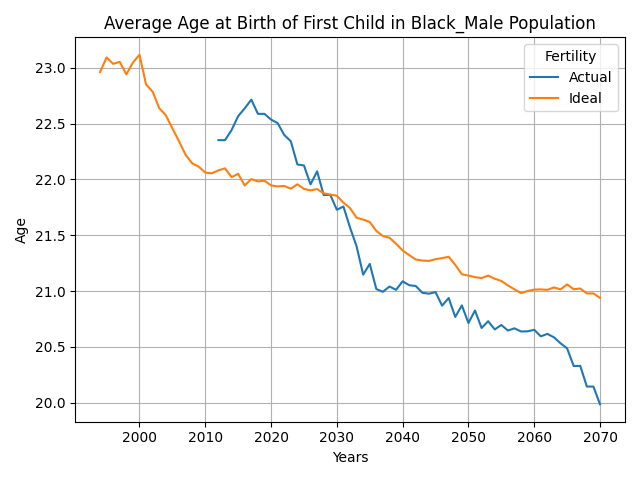 Average Age at Birth of First Child in Black_Male Population
Fertility
Actual
Ideal
Age
23.0
22.5
22.0
21.5
21.0
20.5
20.0
2000 2010 2020 2030 2040 2050 2060 2070
Years